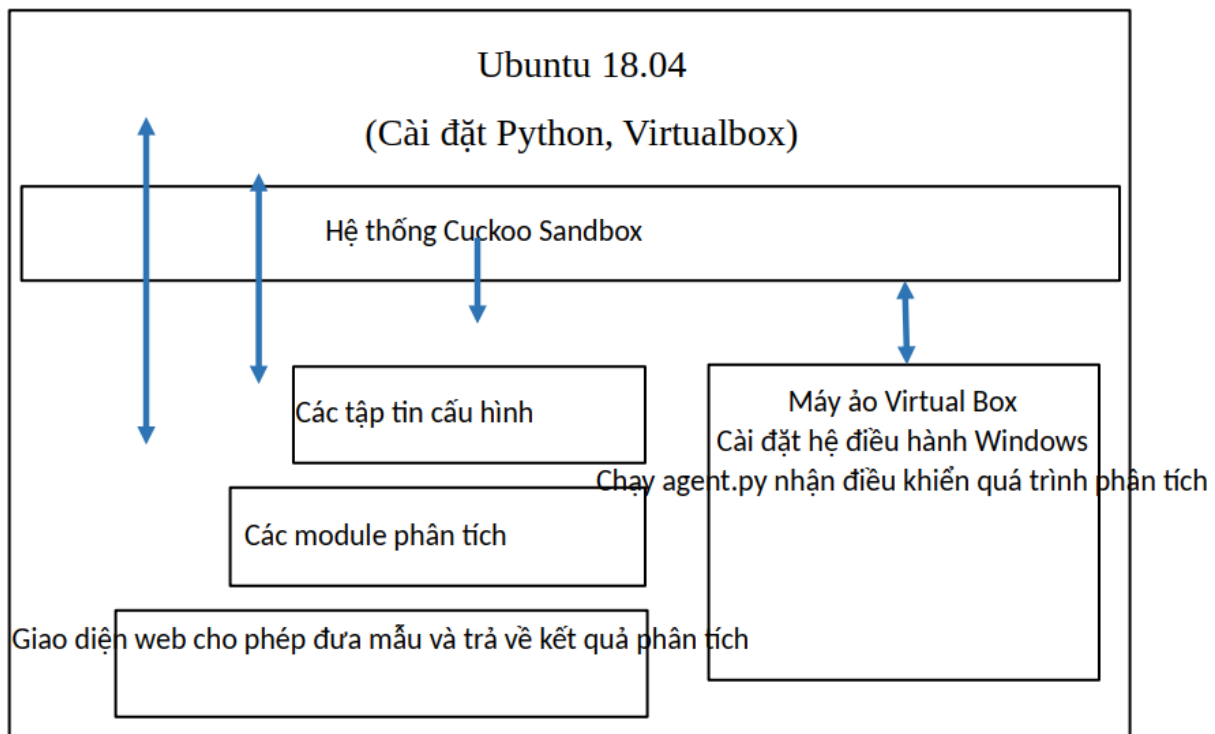 Ubuntu 18.04
(Cài đặt Python, Virtualbox)
Hệ thống Cuckoo Sandbox
Các tập tin cấu hình
Các module phân tích
Giao diện web cho phép đưa mẫu và trả về kết quả phân tích
Máy ảo Virtual Box
Cài đặt hệ điều hành Windows
Chạy agent.py nhận điều khiển quá trình phân tích